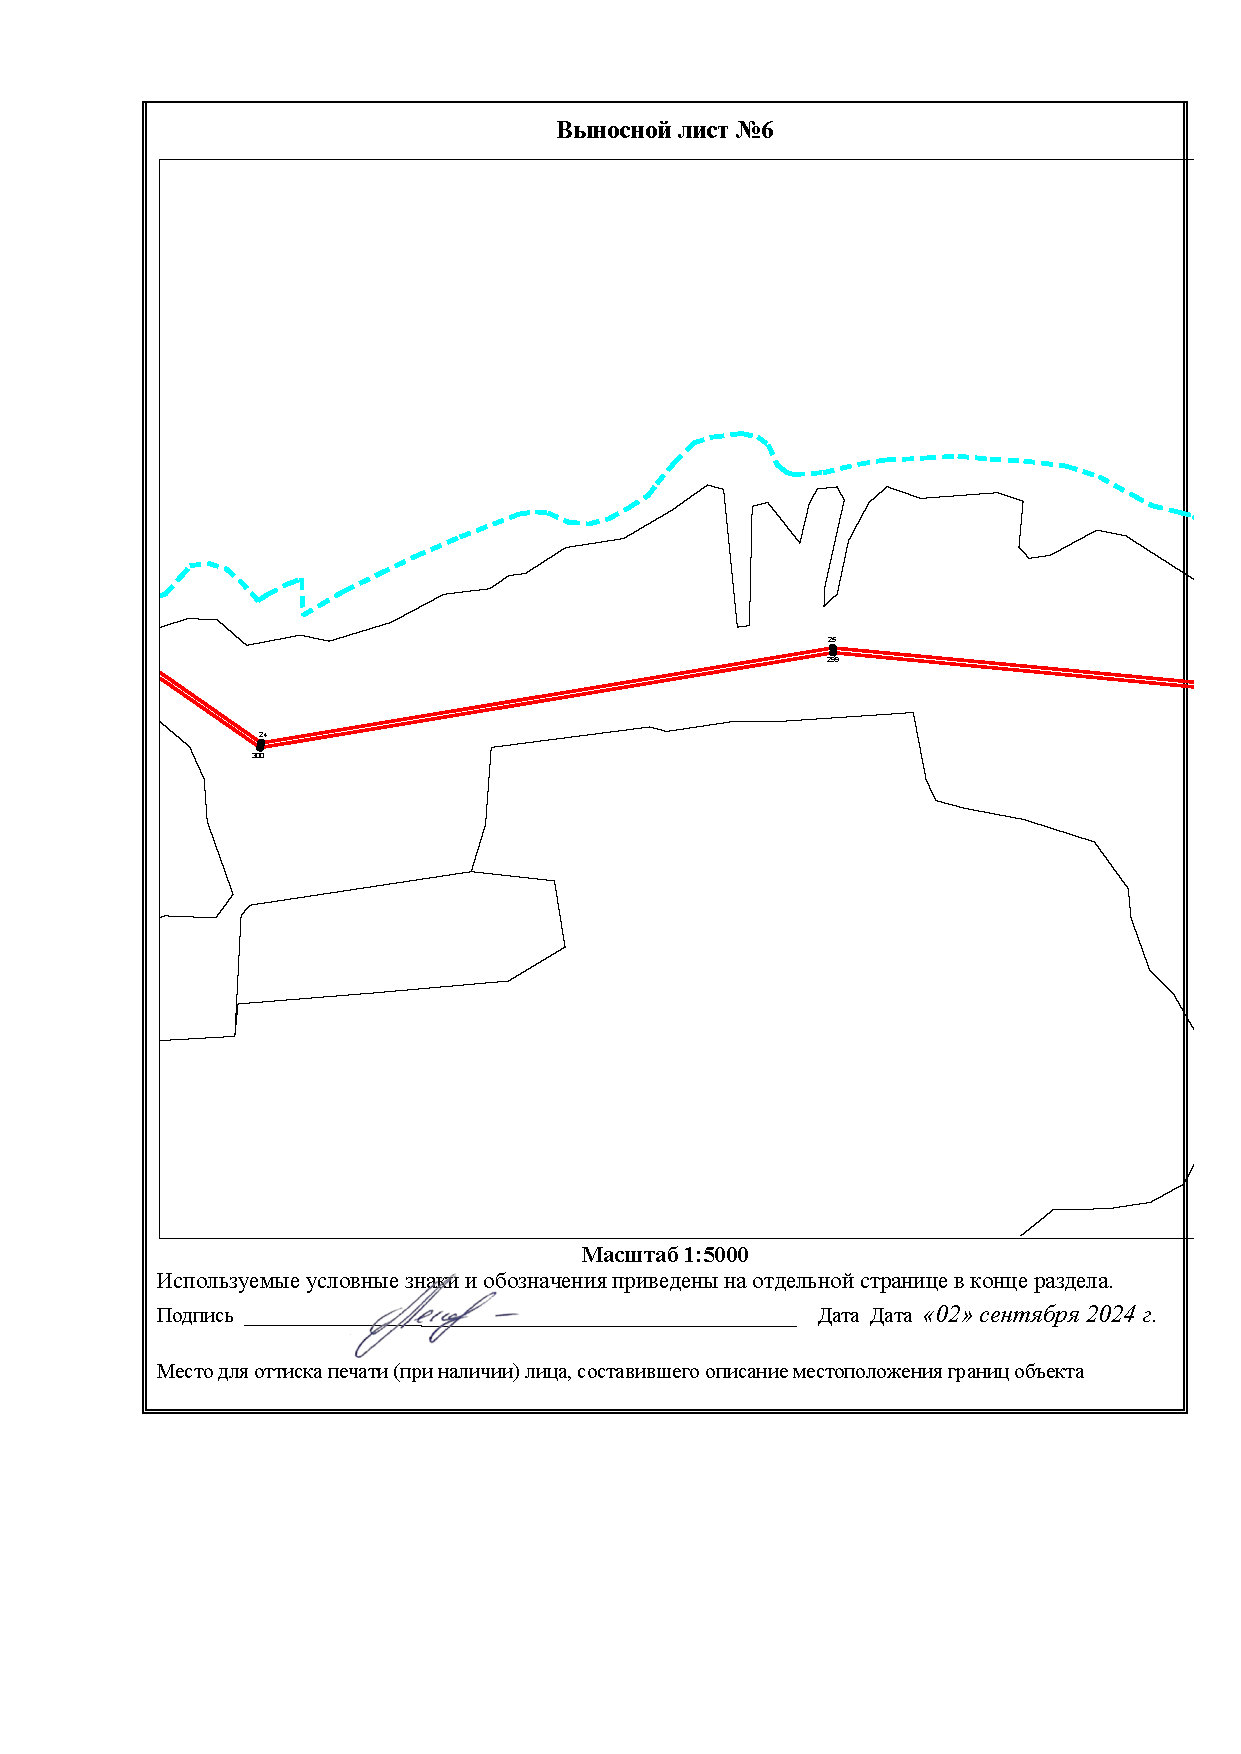 Выносной лист №6
25
299
24
300
Масштаб 1:5000
Используемые условные знаки и обозначения приведены на отдельной странице в конце раздела.
Подпись Дата Дата «02» сентября 2024 г.
Место для оттиска печати (при наличии) лица, составившего описание местоположения границ объекта